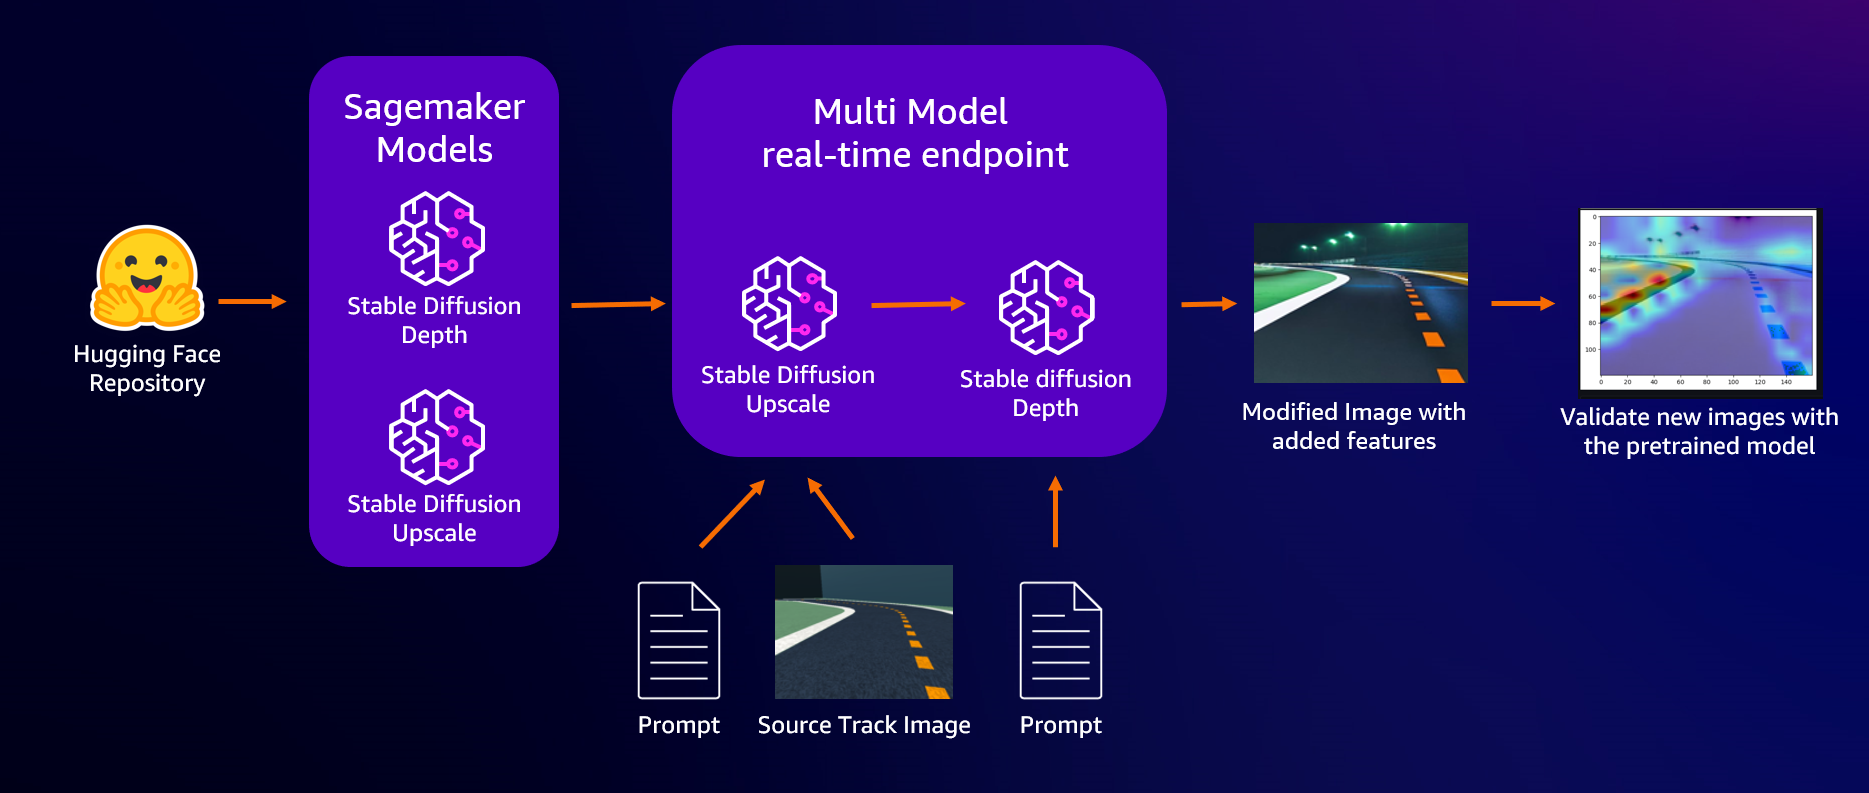 Sagemaker
Models
Stable Diffusion
Depth
Stable Diffusion
Upscale
Hugging Face
Repository
Multi Model
real-time endpoint
Stable Diffusion
Upscale
Stable diffusion
Depth
Prompt
Source Track Image
Prompt
Modified Image with
added features
0
20
40
60
80
100
0 20 40 60 80 100 120 140
Validate new images with
the pretrained model